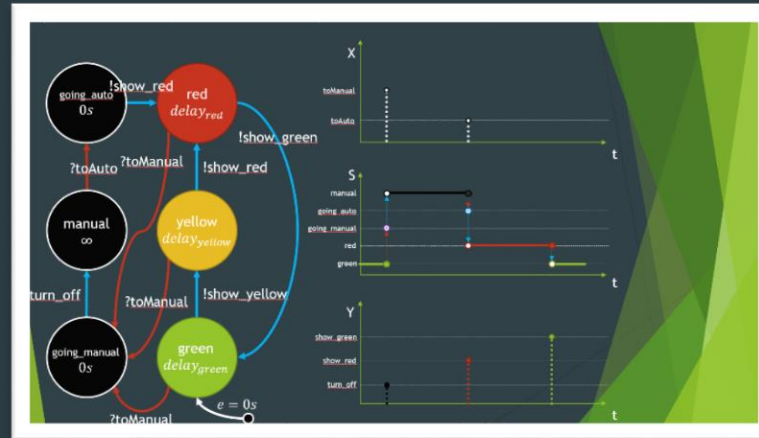 going_auto
0s
!show_red
red
delay_red
!show_green
?toAuto
?toManual
!show_red
manual
∞
yellow
delay_yellow
turn_off
?toManual
!show_yellow
going_manual
0s
green
delay_green
?toManual
e = 0s
X
toManual
toAuto
t
S
manual
going_auto
going_manual
red
green
t
Y
show_green
show_red
turn_off
t